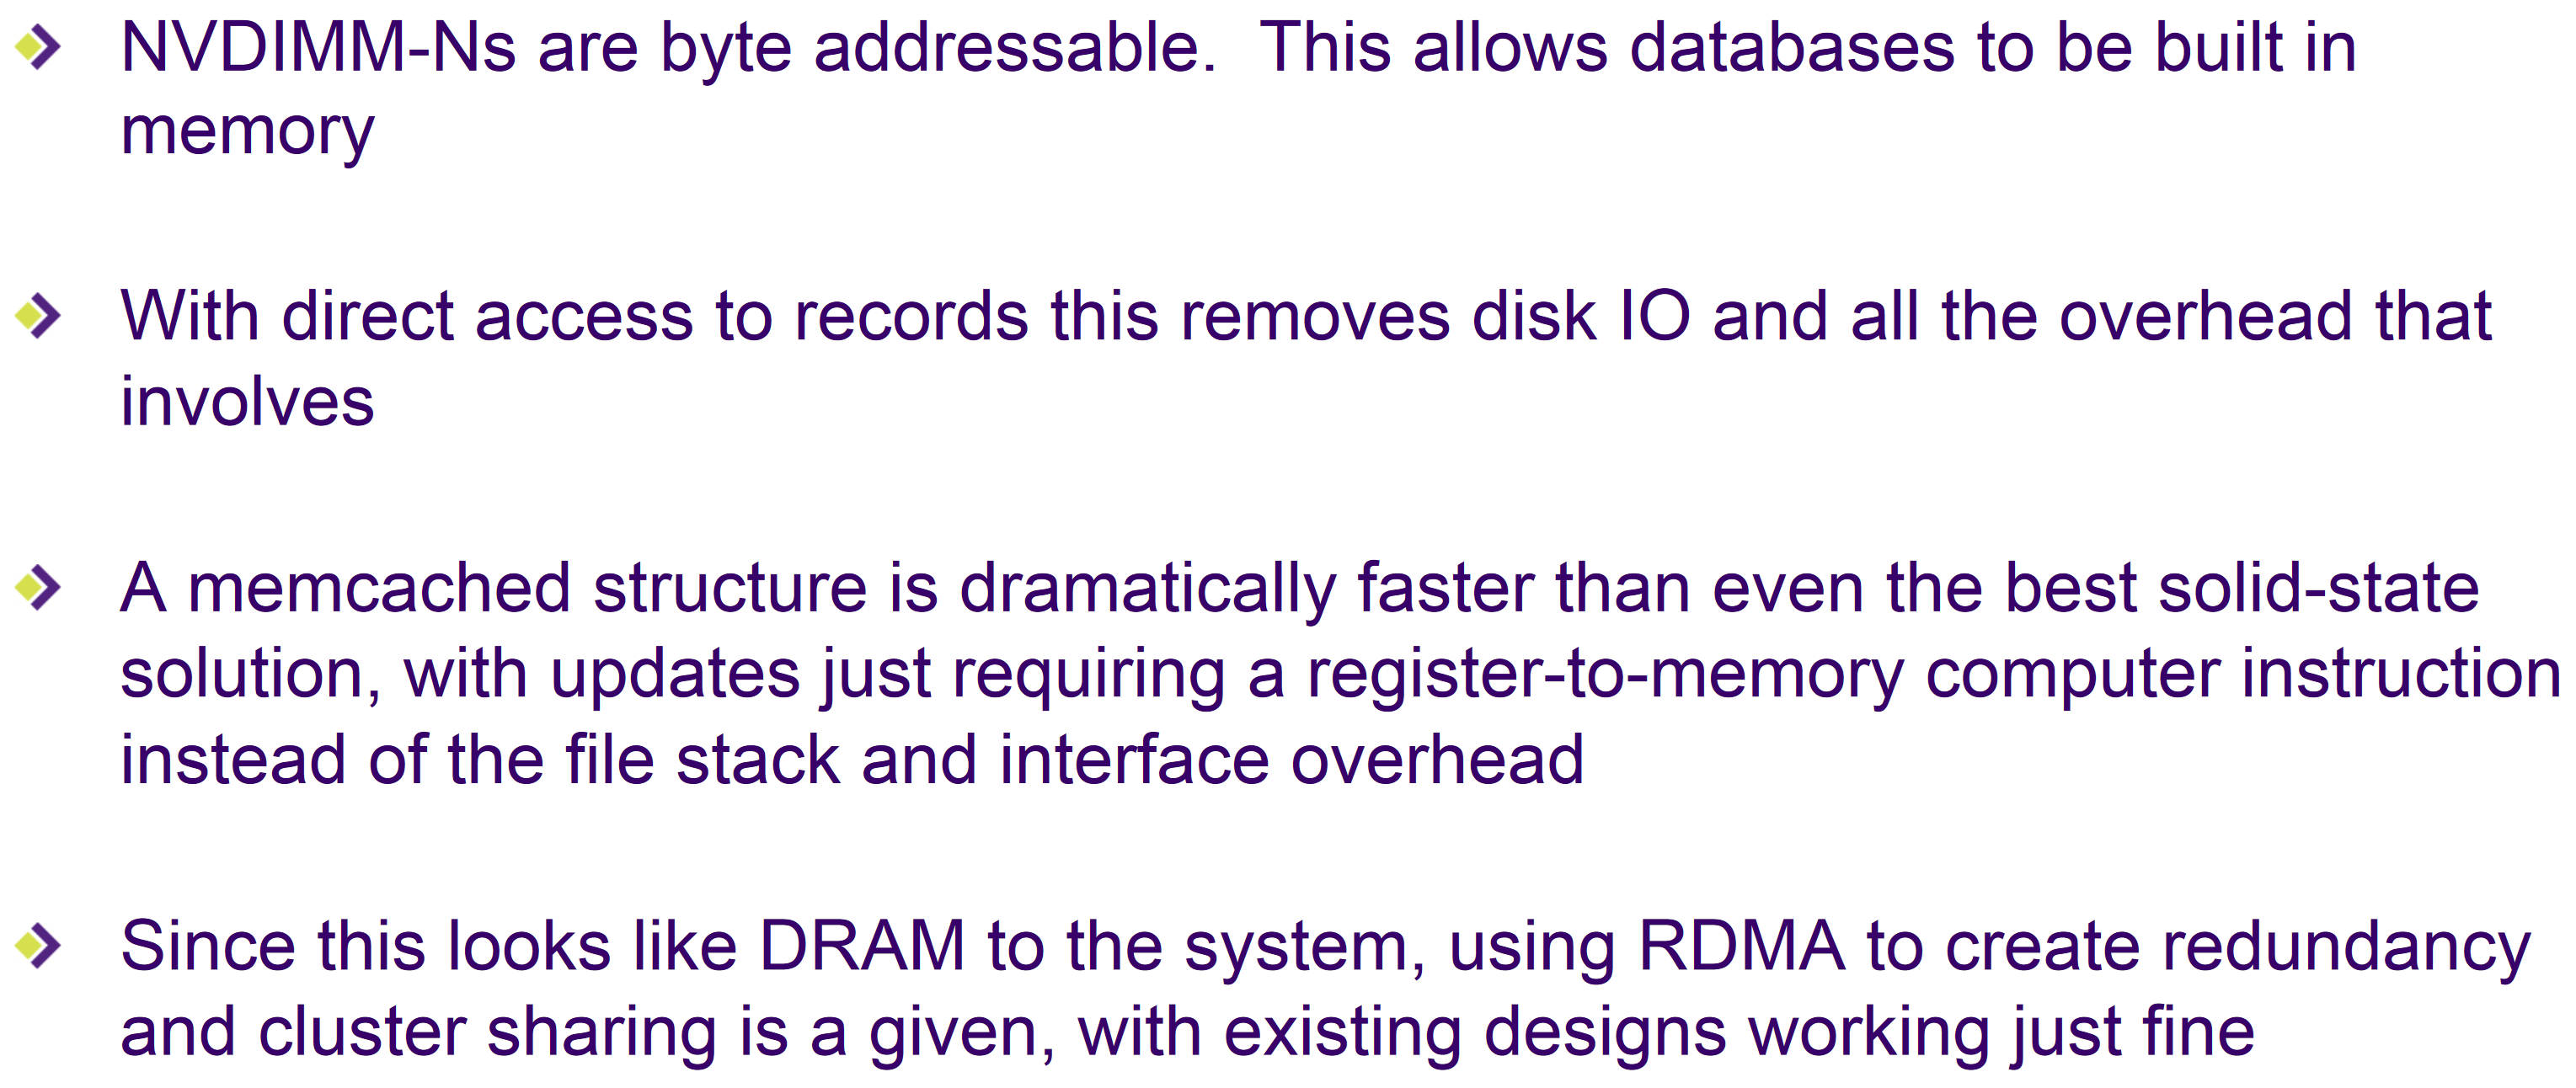 NVDIMM-Ns are byte addressable.  This allows databases to be built in
memory
With direct access to records this removes disk IO and all the overhead that
involves
A memcached structure is dramatically faster than even the best solid-state
solution, with updates just requiring a register-to-memory computer instruction
instead of the file stack and interface overhead
Since this looks like DRAM to the system, using RDMA to create redundancy
and cluster sharing is a given, with existing designs working just fine